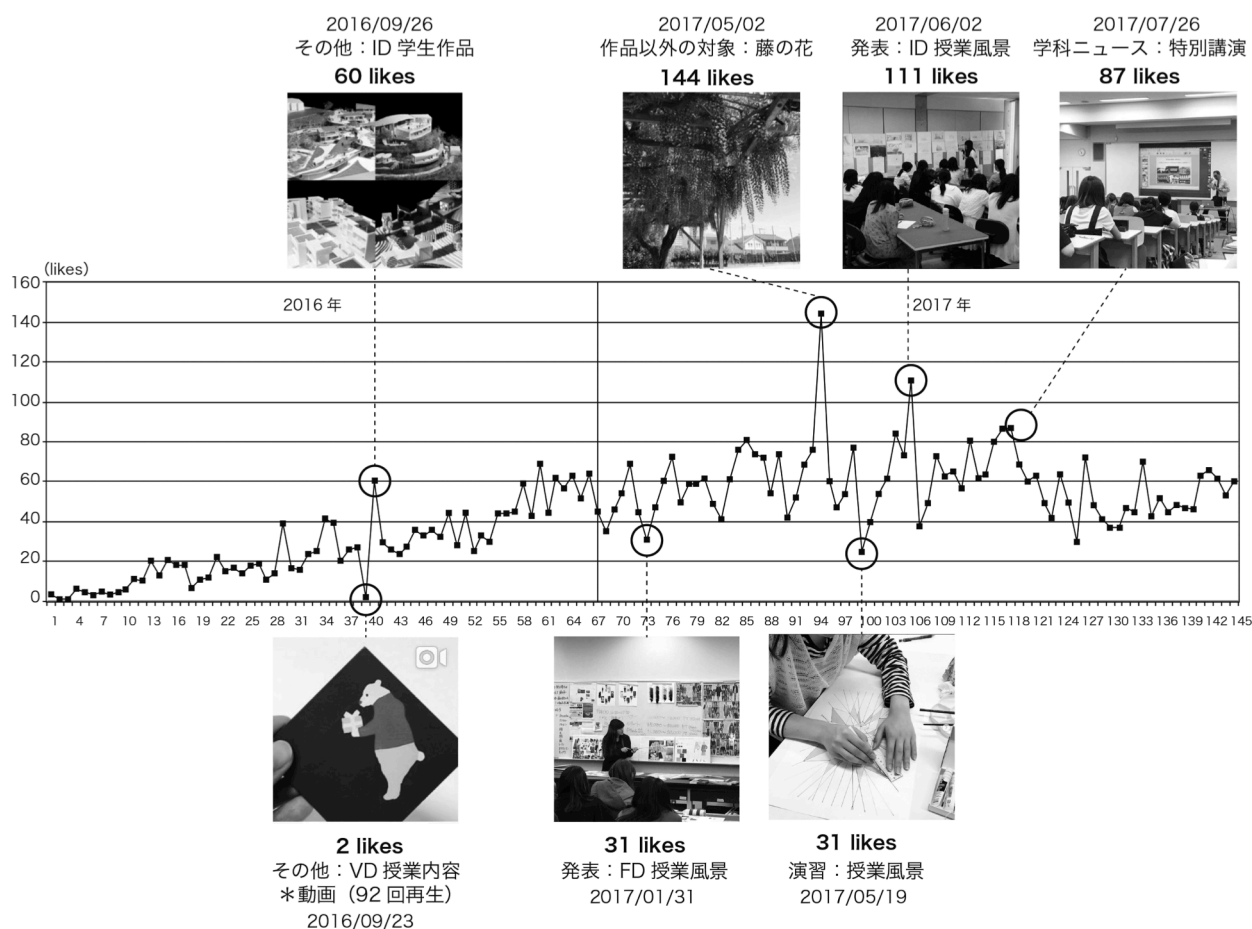 2016/09/26
その他：ID 学生作品
60 likes
2017/05/02
作品以外の対象：藤の花
144 likes
2017/06/02
発表：ID 授業風景
111 likes
2017/07/26
学科ニュース：特別講演
87 likes
(likes)
160
140
120
100
80
60
40
20
0
2016 年
2017 年
1 4 7 10 13 16 19 22 25 28 31 34 37 40 43 46 49 52 55 58 61 64 67 70 73 76 79 82 85 88 91 94 97 100 103 106 109 112 115 118 121 124 127 130 133 136 139 142 145
2 likes
その他：VD 授業内容
＊動画（92 回再生）
2016/09/23
31 likes
発表：FD 授業風景
2017/01/31
31 likes
演習：授業風景
2017/05/19